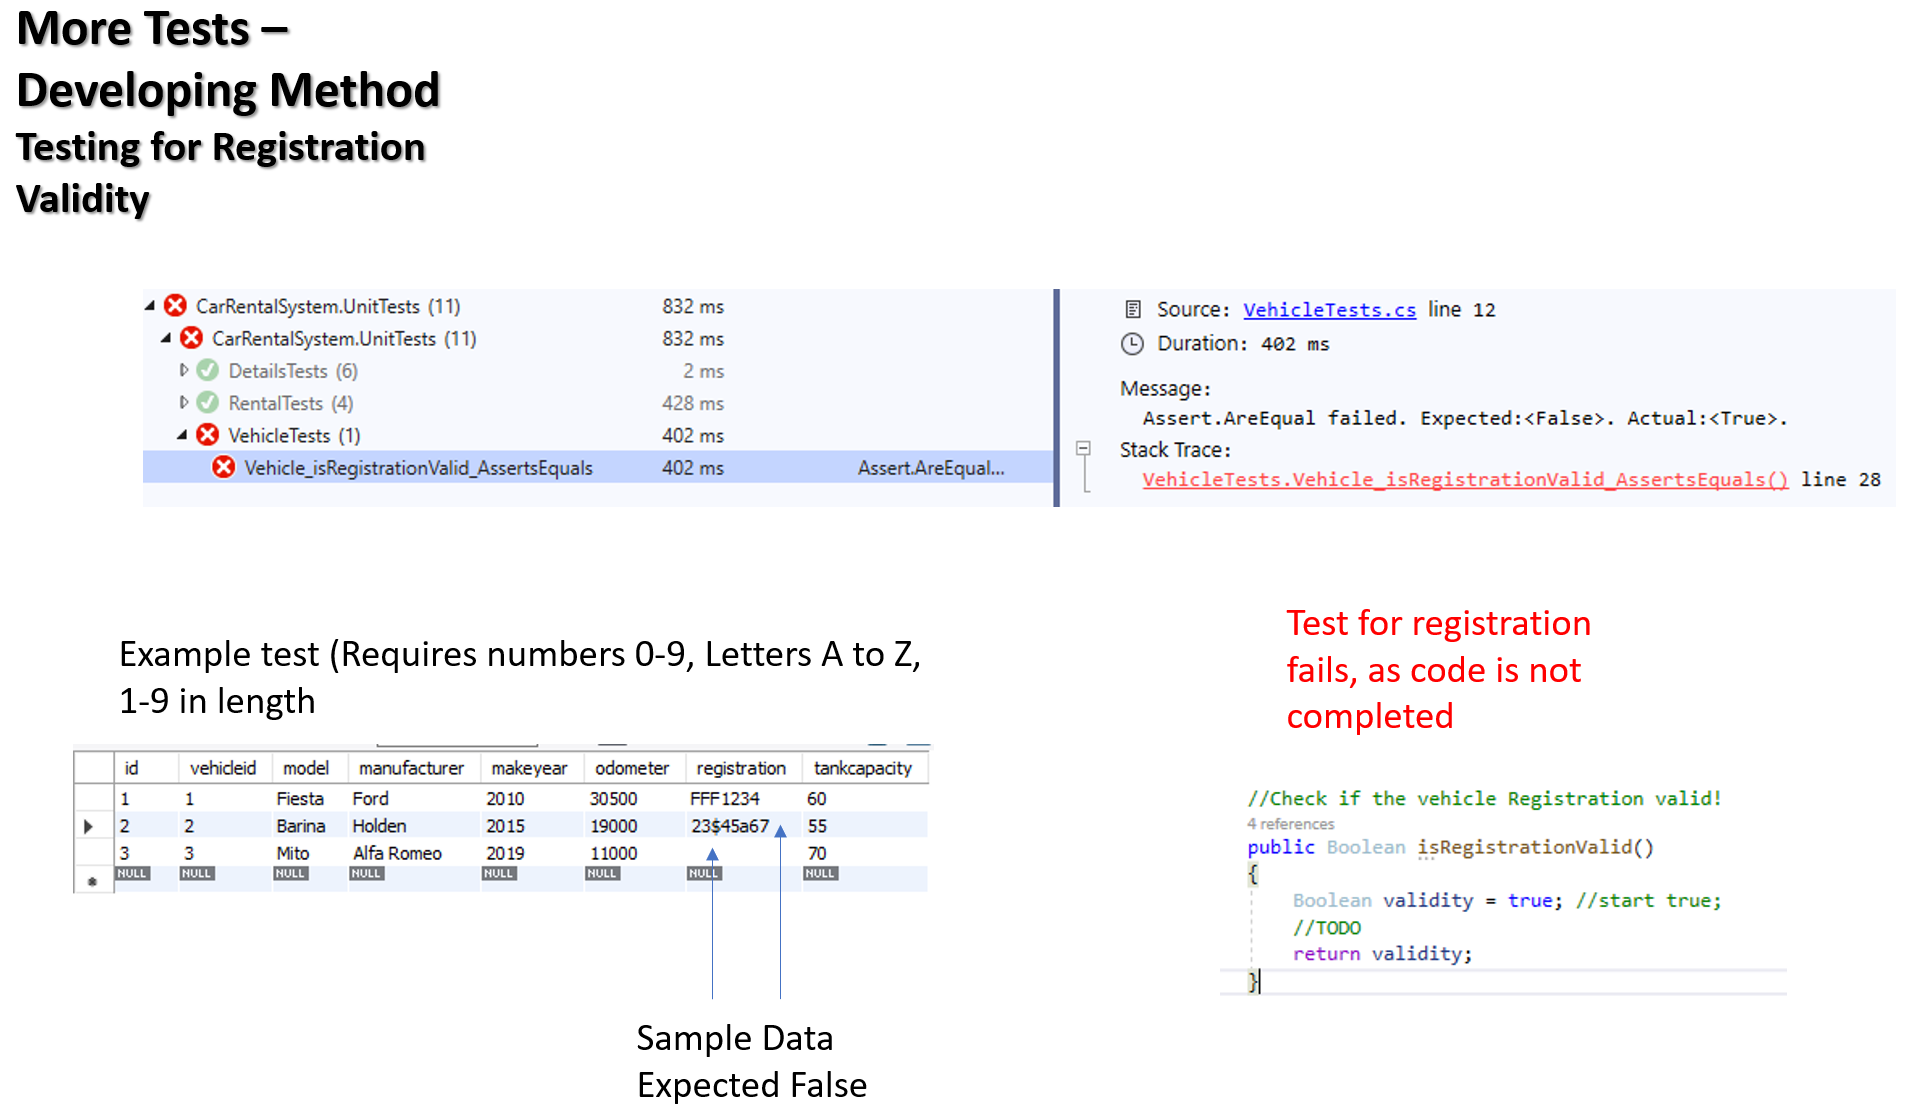 More Tests –
Developing Method
Testing for Registration
Validity
CarRentalSystem.UnitTests (11) 832 ms
CarRentalSystem.UnitTests (11) 832 ms
DetailsTests (6) 2 ms
RentalTests (4) 428 ms
VehicleTests (1) 402 ms
Vehicle_isRegistrationValid_AssertsEquals 402 ms Assert.AreEqual...
Source: VehicleTests.cs line 12
Duration: 402 ms
Message:
Assert.AreEqual failed. Expected:<False>. Actual:<True>.
Stack Trace:
VehicleTests.Vehicle_isRegistrationValid_AssertsEquals() line 28
Example test (Requires numbers 0-9, Letters A to Z,
1-9 in length
id vehicleid model manufacturer makeyear odometer registration tankcapacity
1 1 Fiesta Ford 2010 30500 FFF1234 60
2 2 Barina Holden 2015 19000 23$45a67 55
3 3 Mito Alfa Romeo 2019 11000 70
NULL NULL NULL NULL NULL NULL NULL NULL
Sample Data
Expected False
Test for registration
fails, as code is not
completed
//Check if the vehicle Registration valid!
4 references
public Boolean isRegistrationValid()
{
Boolean validity = true; //start true;
//TODO
return validity;
}